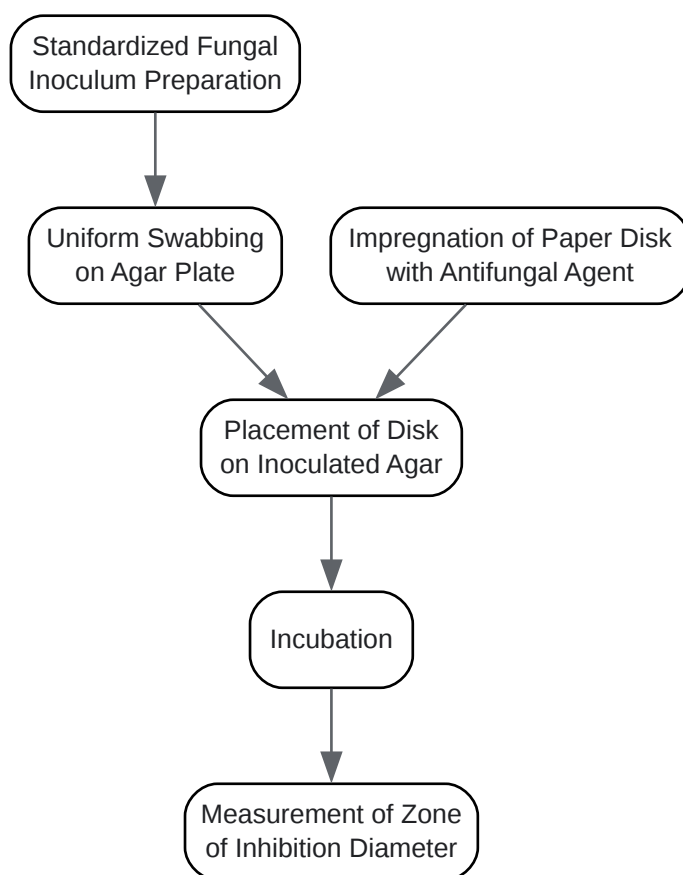 Standardized Fungal
Inoculum Preparation
Uniform Swabbing
on Agar Plate
Impregnation of Paper Disk
with Antifungal Agent
Placement of Disk
on Inoculated Agar
Incubation
Measurement of Zone
of Inhibition Diameter